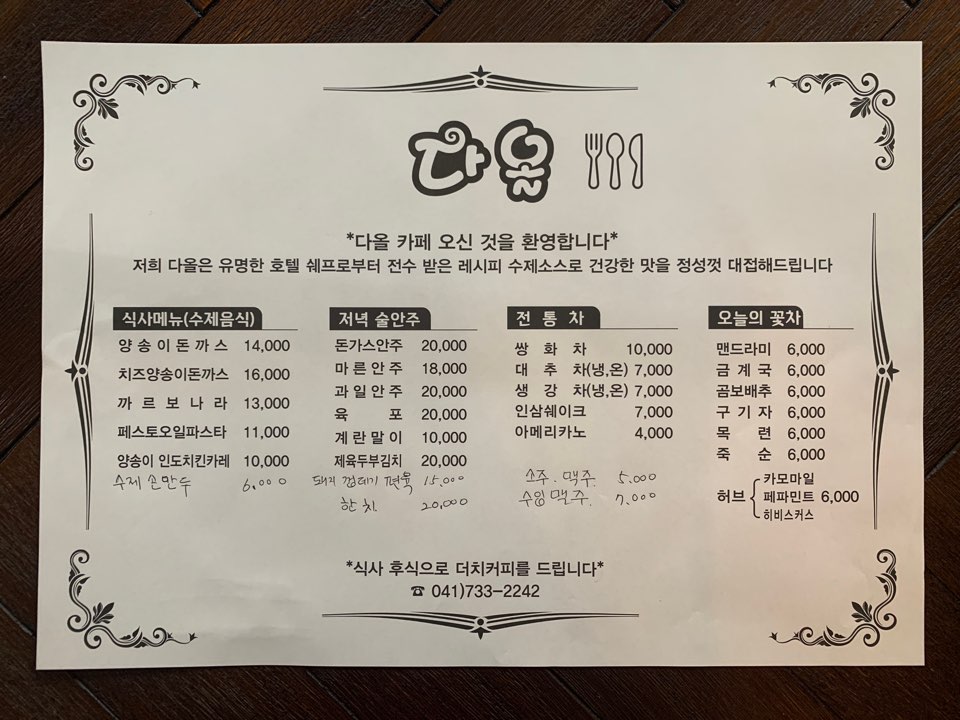 다올
*다올 카페 오신 것을 환영합니다*
저희 다올은 유명한 호텔 쉐프로부터 전수 받은 레시피 수제소스로 건강한 맛을 정성껏 대접해드립니다
식사메뉴(수제음식)
양송이돈까스 14,000
치즈양송이돈까스 16,000
까르보나라 13,000
페스토오일파스타 11,000
양송이 인도치킨카레 10,000
수제 손만두 6,000
저녁 술안주
돈가스안주 20,000
마른안주 18,000
과일안주 20,000
육포 20,000
계란말이 10,000
제육두부김치 20,000
돼지 껍데기 편육 15,000
한치 20,000
전통차
쌍화차 10,000
대추차(냉,온) 7,000
생강차(냉,온) 7,000
인삼쉐이크 7,000
아메리카노 4,000
소주. 맥주. 5,000
수입 맥주. 7,000
오늘의 꽃차
맨드라미 6,000
금계국 6,000
곰보배추 6,000
구기자 6,000
목련 6,000
죽순 6,000
카모마일
허브 페파민트 6,000
히비스커스
*식사 후식으로 더치커피를 드립니다*
☎ 041)733-2242